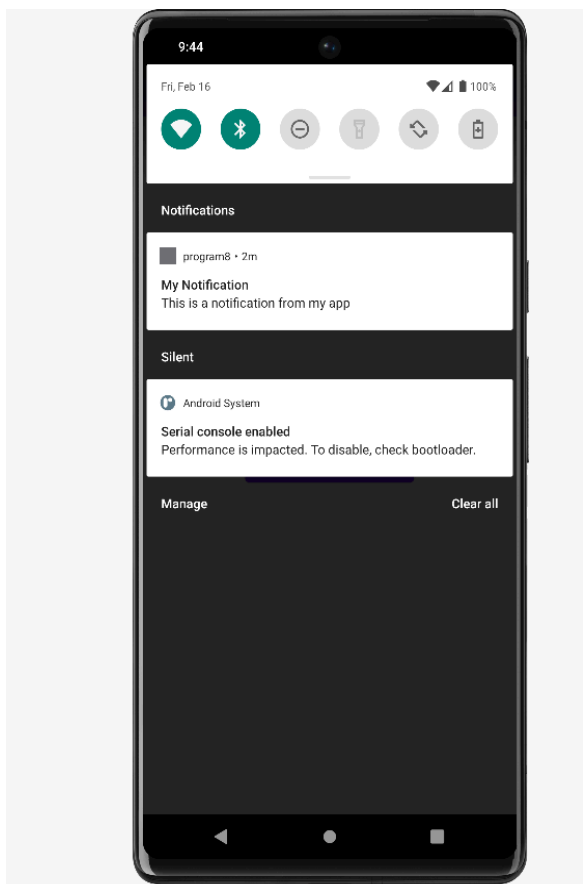 9:44
Fri, Feb 16
100%
Notifications
program8 • 2m
My Notification
This is a notification from my app
Silent
Android System
Serial console enabled
Performance is impacted. To disable, check bootloader.
Manage
Clear all